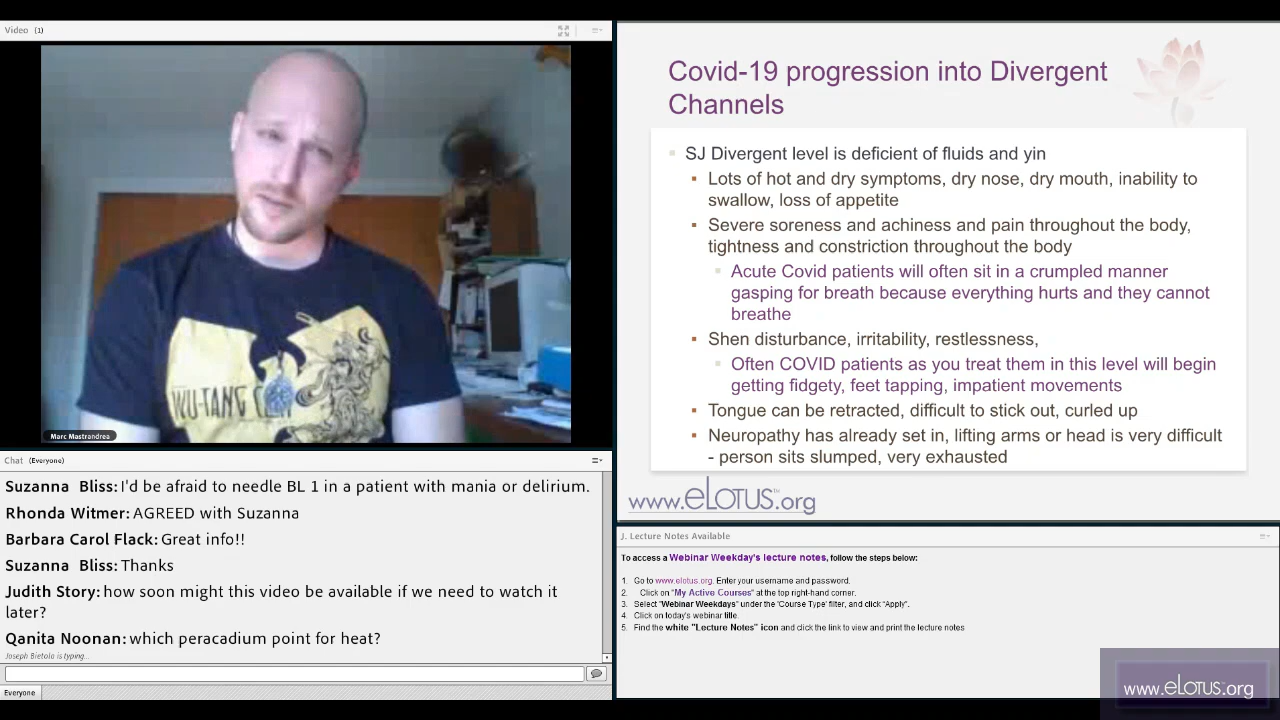 Video (1)
WU-TANG
Marc Mastrandrea
Chat (Everyone)
Suzanna Bliss: I'd be afraid to needle BL 1 in a patient with mania or delirium.
Rhonda Witmer: AGREED with Suzanna
Barbara Carol Flack: Great info!!
Suzanna Bliss: Thanks
Judith Story: how soon might this video be available if we need to watch it
later?
Qanita Noonan: which peracadium point for heat?
Joseph Bietola is typing...
Everyone
Covid-19 progression into Divergent
Channels
SJ Divergent level is deficient of fluids and yin
Lots of hot and dry symptoms, dry nose, dry mouth, inability to
swallow, loss of appetite
Severe soreness and achiness and pain throughout the body,
tightness and constriction throughout the body
Acute Covid patients will often sit in a crumpled manner
gasping for breath because everything hurts and they cannot
breathe
Shen disturbance, irritability, restlessness,
Often COVID patients as you treat them in this level will begin
getting fidgety, feet tapping, impatient movements
Tongue can be retracted, difficult to stick out, curled up
Neuropathy has already set in, lifting arms or head is very difficult
- person sits slumped, very exhausted
www.eLotus.org
J. Lecture Notes Available
To access a Webinar Weekday's lecture notes, follow the steps below:
1. Go to www.elotus.org. Enter your username and password.
2. Click on "My Active Courses" at the top right-hand corner.
3. Select "Webinar Weekdays" under the 'Course Type' filter, and click "Apply".
4. Click on today's webinar title.
5. Find the white "Lecture Notes" icon and click the link to view and print the lecture notes
www.eLotus.org